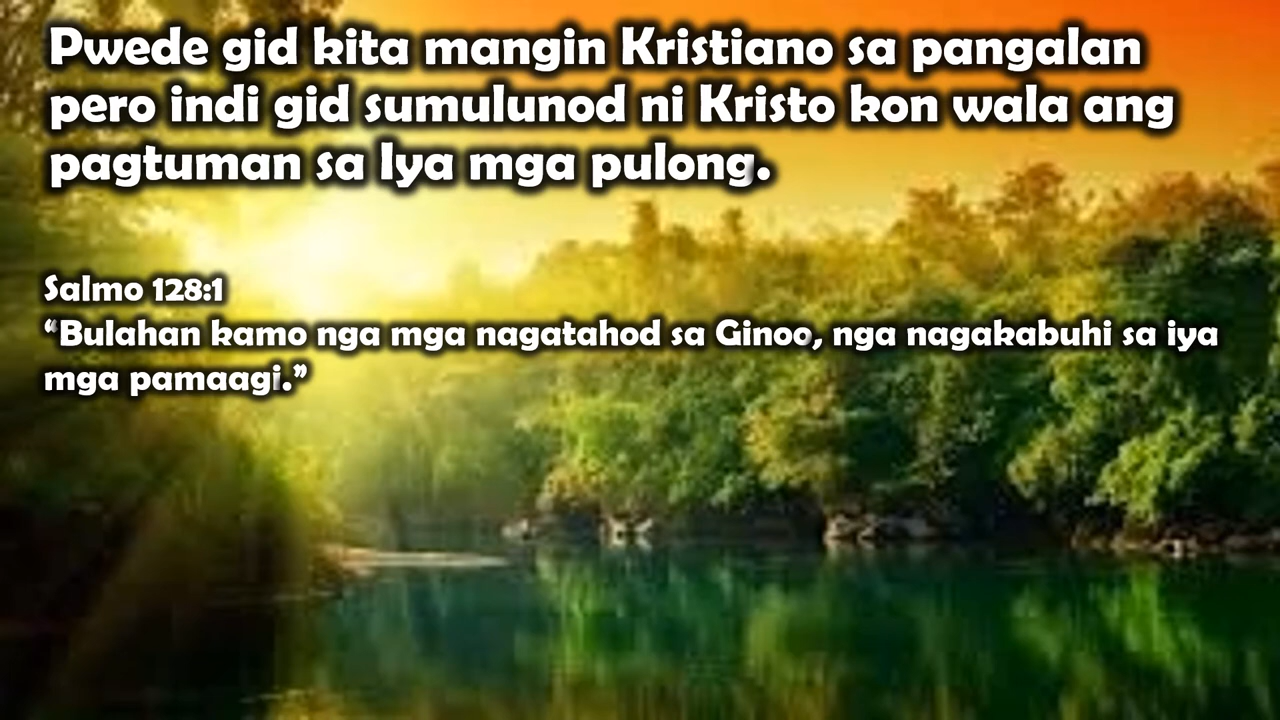 Pwede gid kita mangin Kristiano sa pangalan
pero indi gid sumulunod ni Kristo kon wala ang
pagtuman sa Iya mga pulong.
Salmo 128:1
“Bulahan kamo nga mga nagatahod sa Ginoo, nga nagakabuhi sa iya
mga pamaagi.”